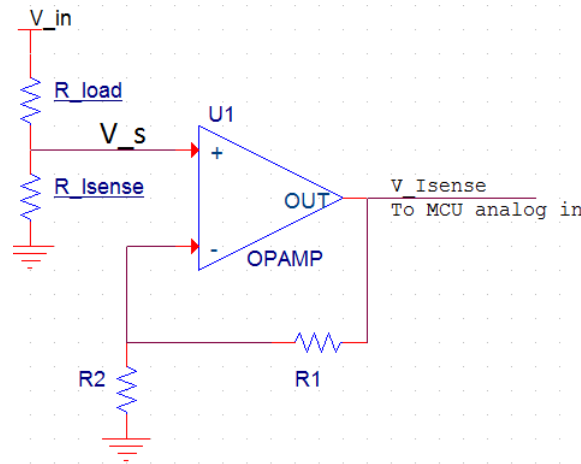 V_in
R_load
U1
V_s
+
R_Isense
OUT
V_Isense
To MCU analog in
-
OPAMP
R2
R1